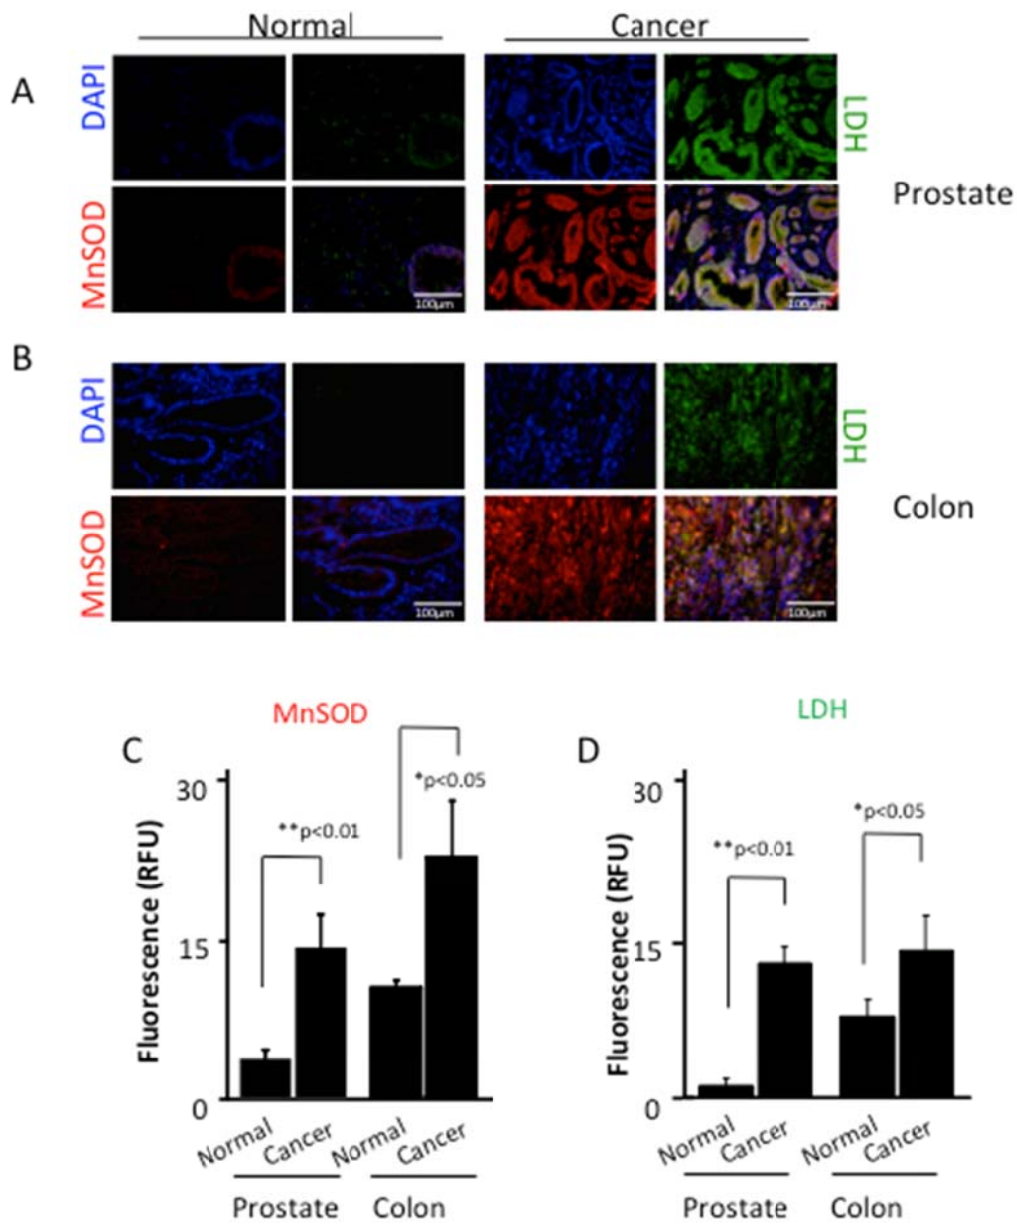 Normal
Cancer
A
DAPI
LDH
MnSOD
Prostate
100µm
100µm
B
DAPI
LDH
MnSOD
Colon
100µm
100µm
MnSOD
LDH
C
D
30
*p<0.05
**p<0.01
15
0
Fluorescence (RFU)
Normal
Cancer
Normal
Cancer
Prostate
Colon
30
*p<0.05
**p<0.01
15
0
Fluorescence (RFU)
Normal
Cancer
Normal
Cancer
Prostate
Colon